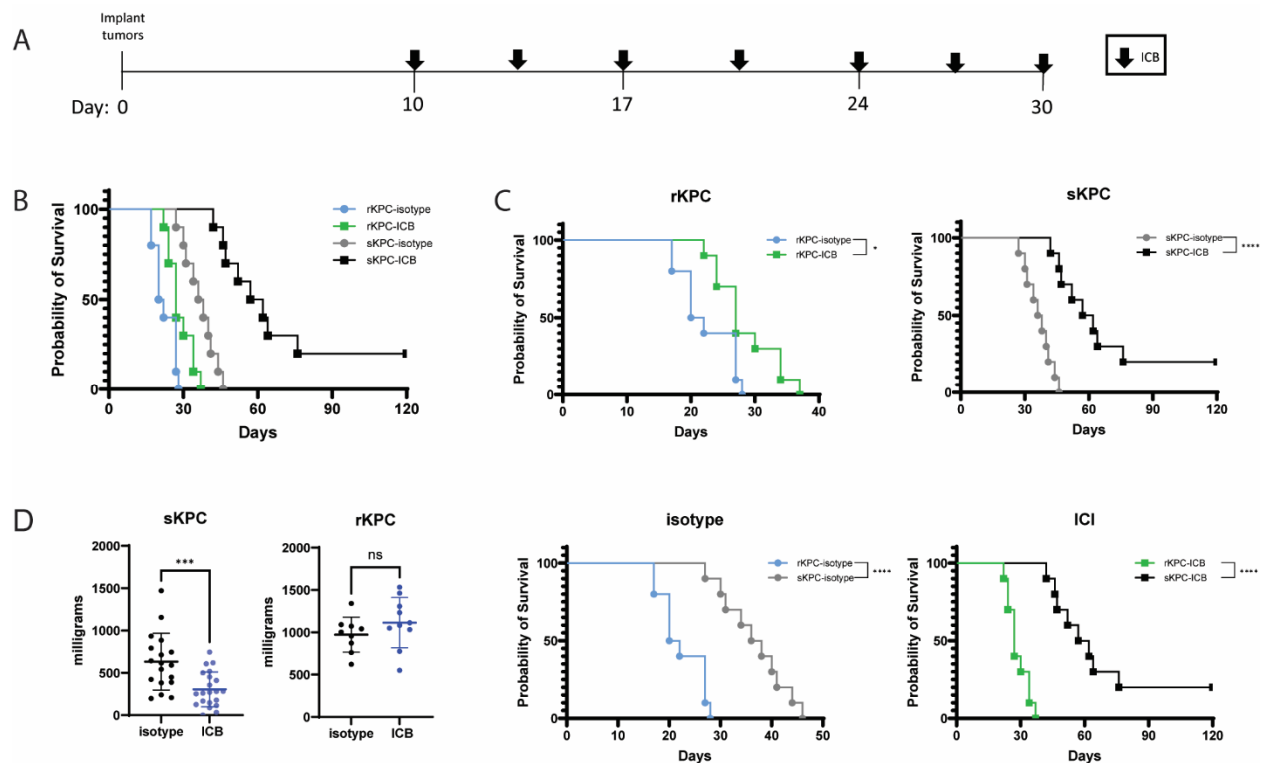 A
Implant
tumors
ICB
Day: 0
10
17
24
30
B
100
50
0
Probability of Survival
0
30
60
90
120
Days
rKPC-isotype
rKPC-ICB
sKPC-isotype
sKPC-ICB
C
rKPC
100
50
0
Probability of Survival
0
10
20
30
40
Days
rKPC-isotype
rKPC-ICB
*
sKPC
100
50
0
Probability of Survival
0
30
60
90
120
Days
sKPC-isotype
sKPC-ICB
****
D
sKPC
2000
1500
1000
500
0
milligrams
***
isotype
ICB
rKPC
2000
1500
1000
500
0
milligrams
ns
isotype
ICB
isotype
100
50
0
Probability of Survival
0
10
20
30
40
50
Days
rKPC-isotype
sKPC-isotype
****
ICI
100
50
0
Probability of Survival
0
30
60
90
120
Days
rKPC-ICB
sKPC-ICB
****